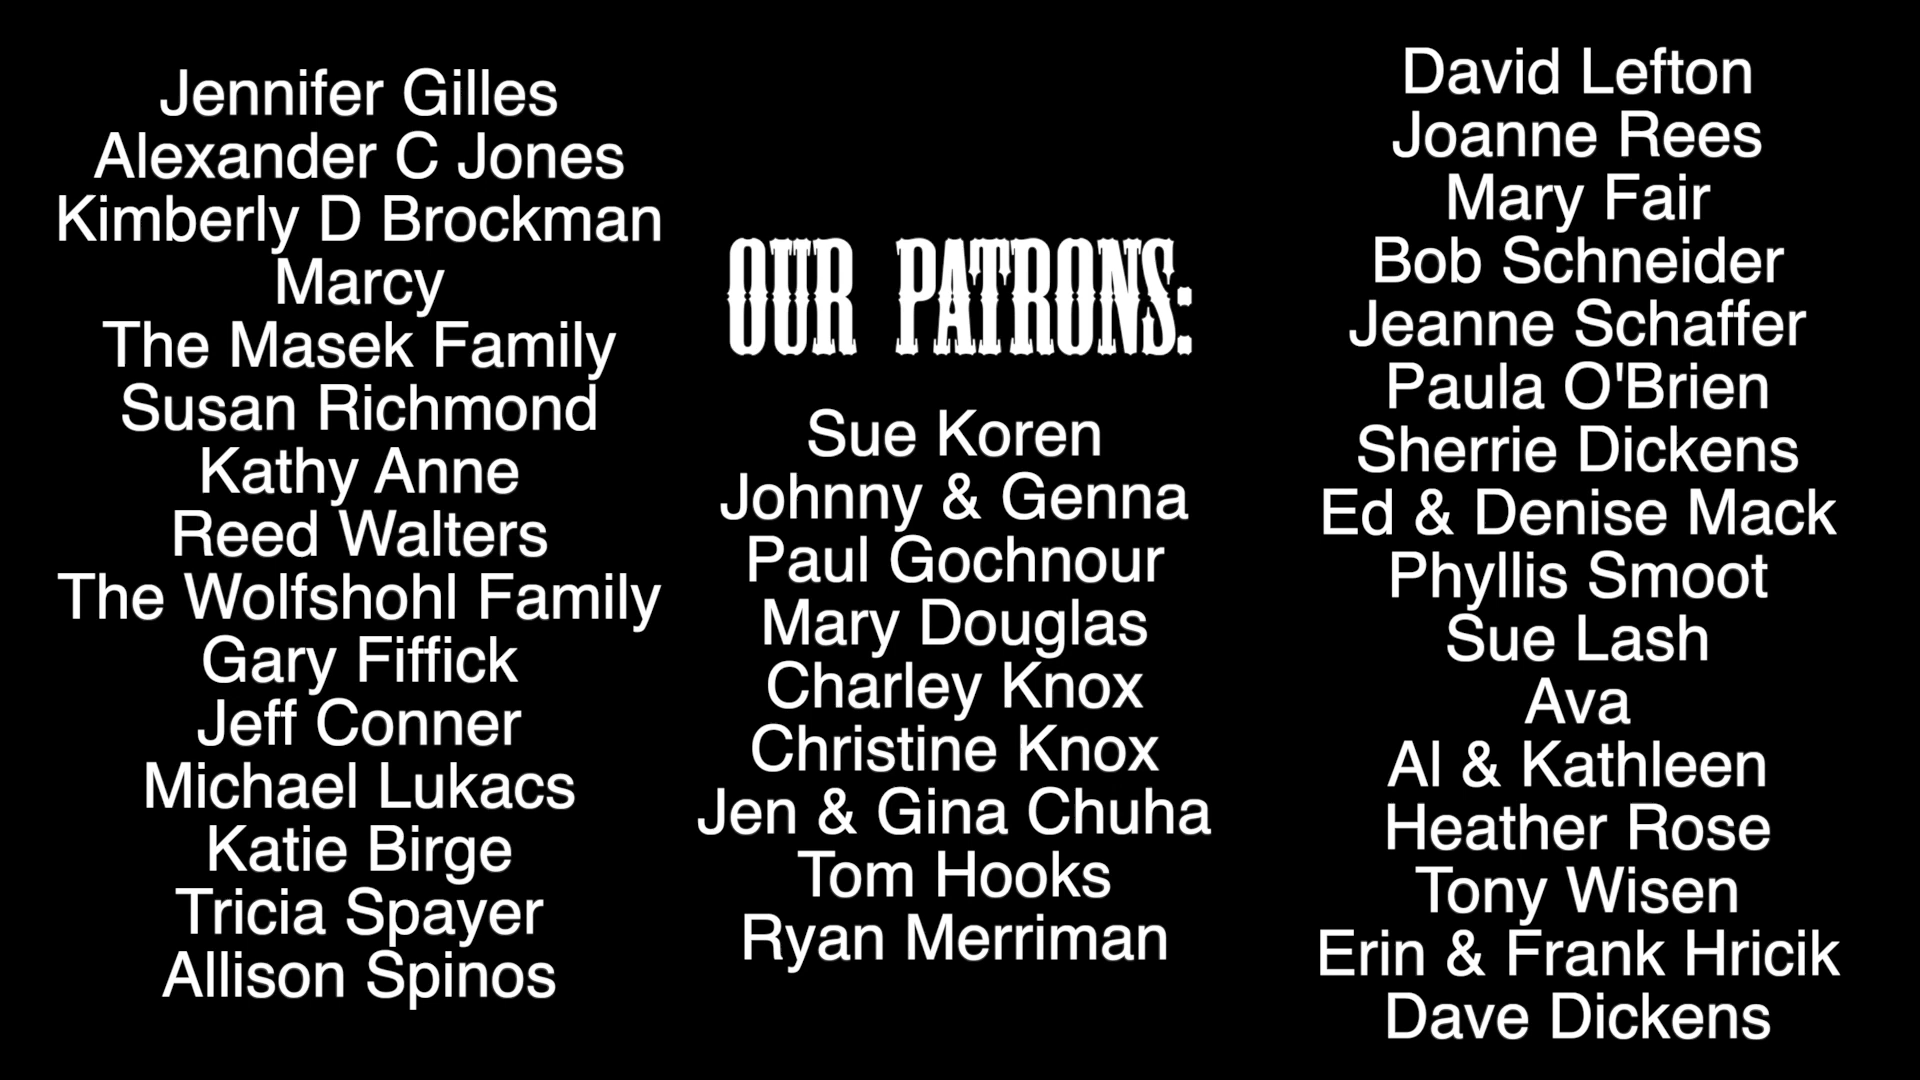 Jennifer Gilles
Alexander C Jones
Kimberly D Brockman
Marcy
The Masek Family
Susan Richmond
Kathy Anne
Reed Walters
The Wolfshohl Family
Gary Fiffick
Jeff Conner
Michael Lukacs
Katie Birge
Tricia Spayer
Allison Spinos
OUR PATRONS:
Sue Koren
Johnny & Genna
Paul Gochnour
Mary Douglas
Charley Knox
Christine Knox
Jen & Gina Chuha
Tom Hooks
Ryan Merriman
David Lefton
Joanne Rees
Mary Fair
Bob Schneider
Jeanne Schaffer
Paula O'Brien
Sherrie Dickens
Ed & Denise Mack
Phyllis Smoot
Sue Lash
Ava
Al & Kathleen
Heather Rose
Tony Wisen
Erin & Frank Hricik
Dave Dickens